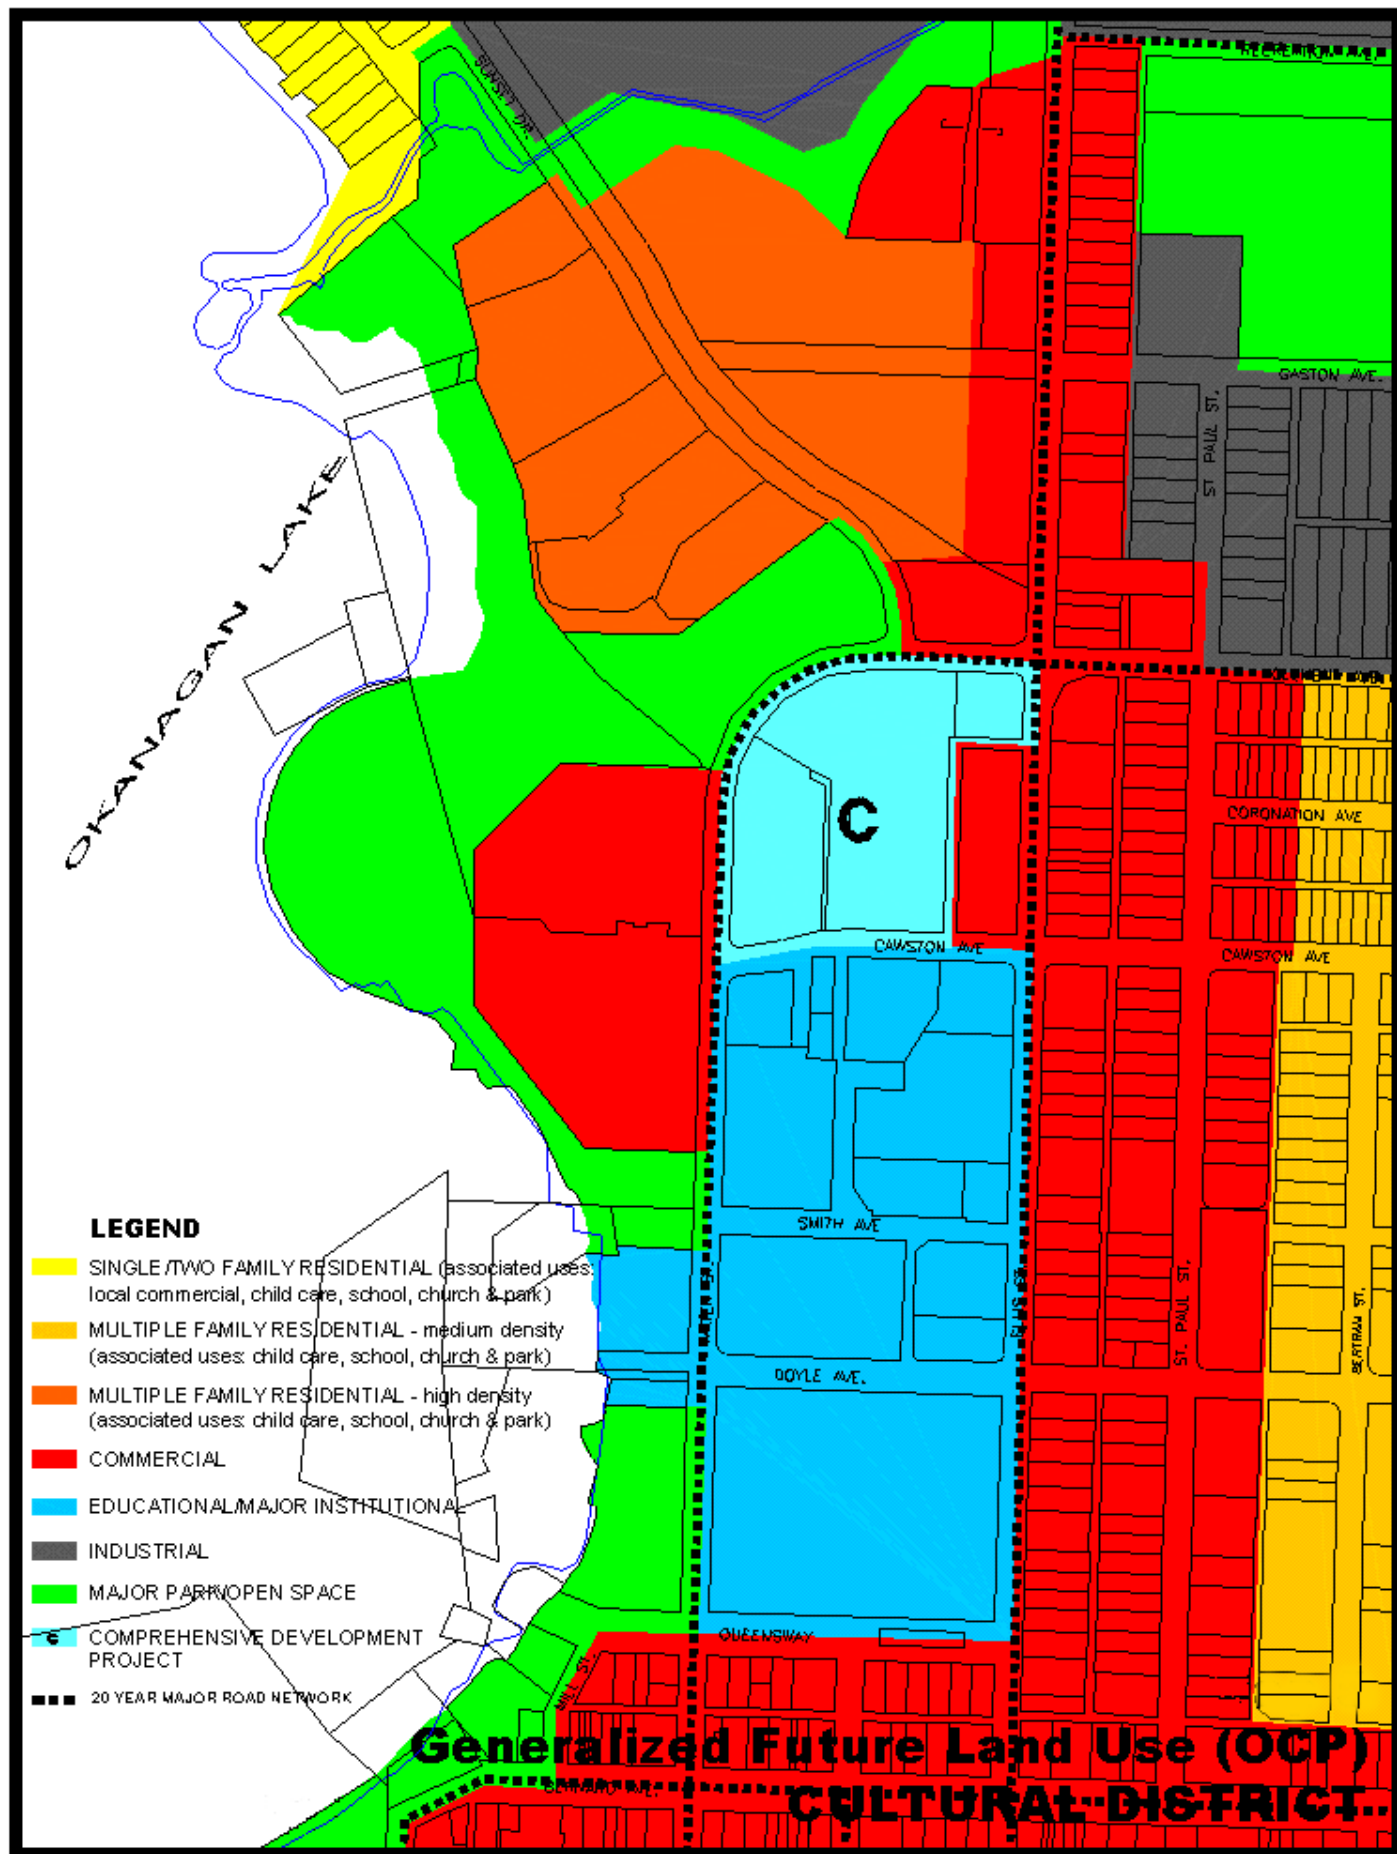 RECREATION AVE.
SUNSET DR.
GASTON AVE.
ST. PAUL ST.
OKANAGAN LAKE
C
CORONATION AVE
CAWSTON AVE
CAWSTON AVE
SMITH AVE
ST. PAUL ST.
BERTRAM ST.
DOYLE AVE.
LEGEND
SINGLE/TWO FAMILY RESIDENTIAL (associated uses:
local commercial, child care, school, church & park)
MULTIPLE FAMILY RESIDENTIAL - medium density
(associated uses: child care, school, church & park)
MULTIPLE FAMILY RESIDENTIAL - high density
(associated uses: child care, school, church & park)
COMMERCIAL
EDUCATIONAL/MAJOR INSTITUTIONAL
INDUSTRIAL
MAJOR PARK/OPEN SPACE
C COMPREHENSIVE DEVELOPMENT
PROJECT
20 YEAR MAJOR ROAD NETWORK
QUEENSWAY
MILL ST.
BERNARD AVE.
Generalized Future Land Use (OCP)
CULTURAL DISTRICT